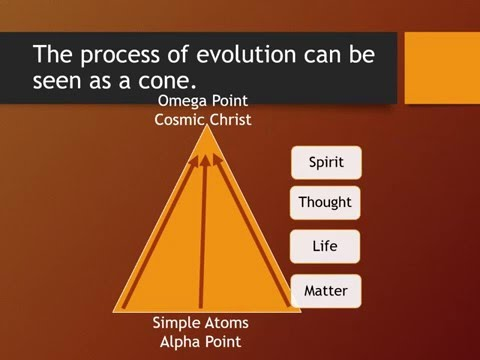 The process of evolution can be
seen as a cone.
Omega Point
Cosmic Christ
Spirit
Thought
Life
Matter
Simple Atoms
Alpha Point